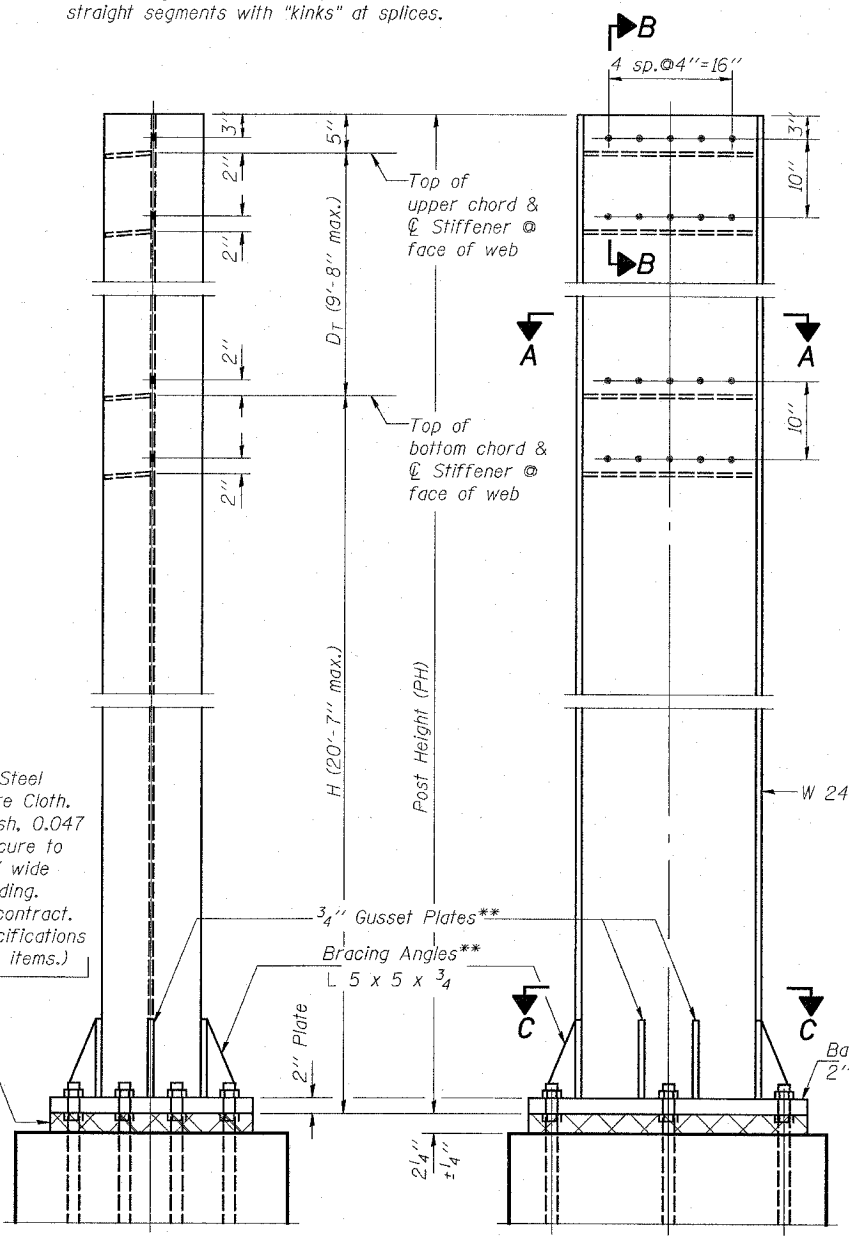 straight segments with "kinks" at splices.
B
4 sp.@4"=16"
3"
5"
2"
2"
Top of
upper chord &
℄ Stiffener @
face of web
3"
10"
B
DT (9'-8" max.)
A
A
2"
2"
Top of
bottom chord &
℄ Stiffener @
face of web
10"
H (20'-7" max.)
Post Height (PH)
W 24
Steel
re Cloth.
sh, 0.047
cure to
" wide
ding.
contract.
cifications
items.)
3/4" Gusset Plates**
Bracing Angles**
L 5 x 5 x 3/4
C
C
2" Plate
Ba
2"
2 1/4"
±1/4"